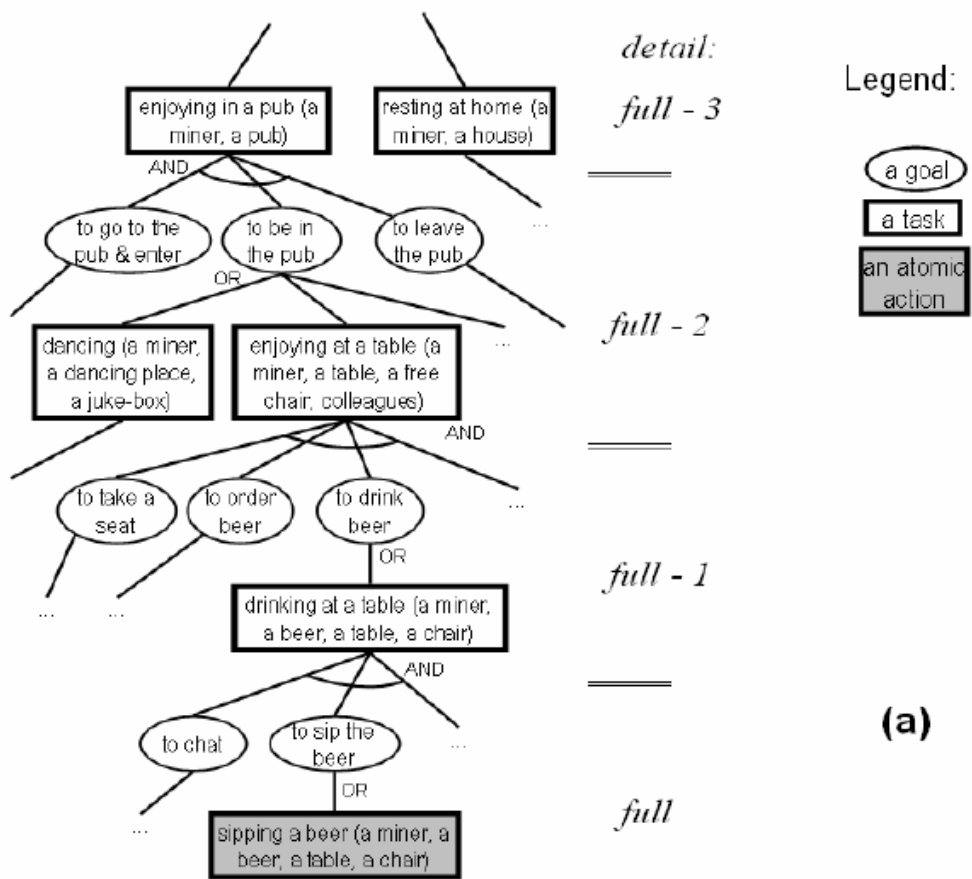 detail:
Legend:
enjoying in a pub (a
miner, a pub)
resting at home (a
miner, a house)
full - 3
AND
a goal
to go to the
pub & enter
to be in
the pub
to leave
the pub
...
a task
OR
an atomic
action
dancing (a miner,
a dancing place,
a juke-box)
enjoying at a table (a
miner, a table, a free
chair, colleagues)
...
full - 2
AND
to take a
seat
to order
beer
to drink
beer
...
OR
full - 1
...
...
drinking at a table (a miner,
a beer, a table, a chair)
AND
(a)
to chat
to sip the
beer
...
OR
...
full
sipping a beer (a miner, a
beer, a table, a chair)